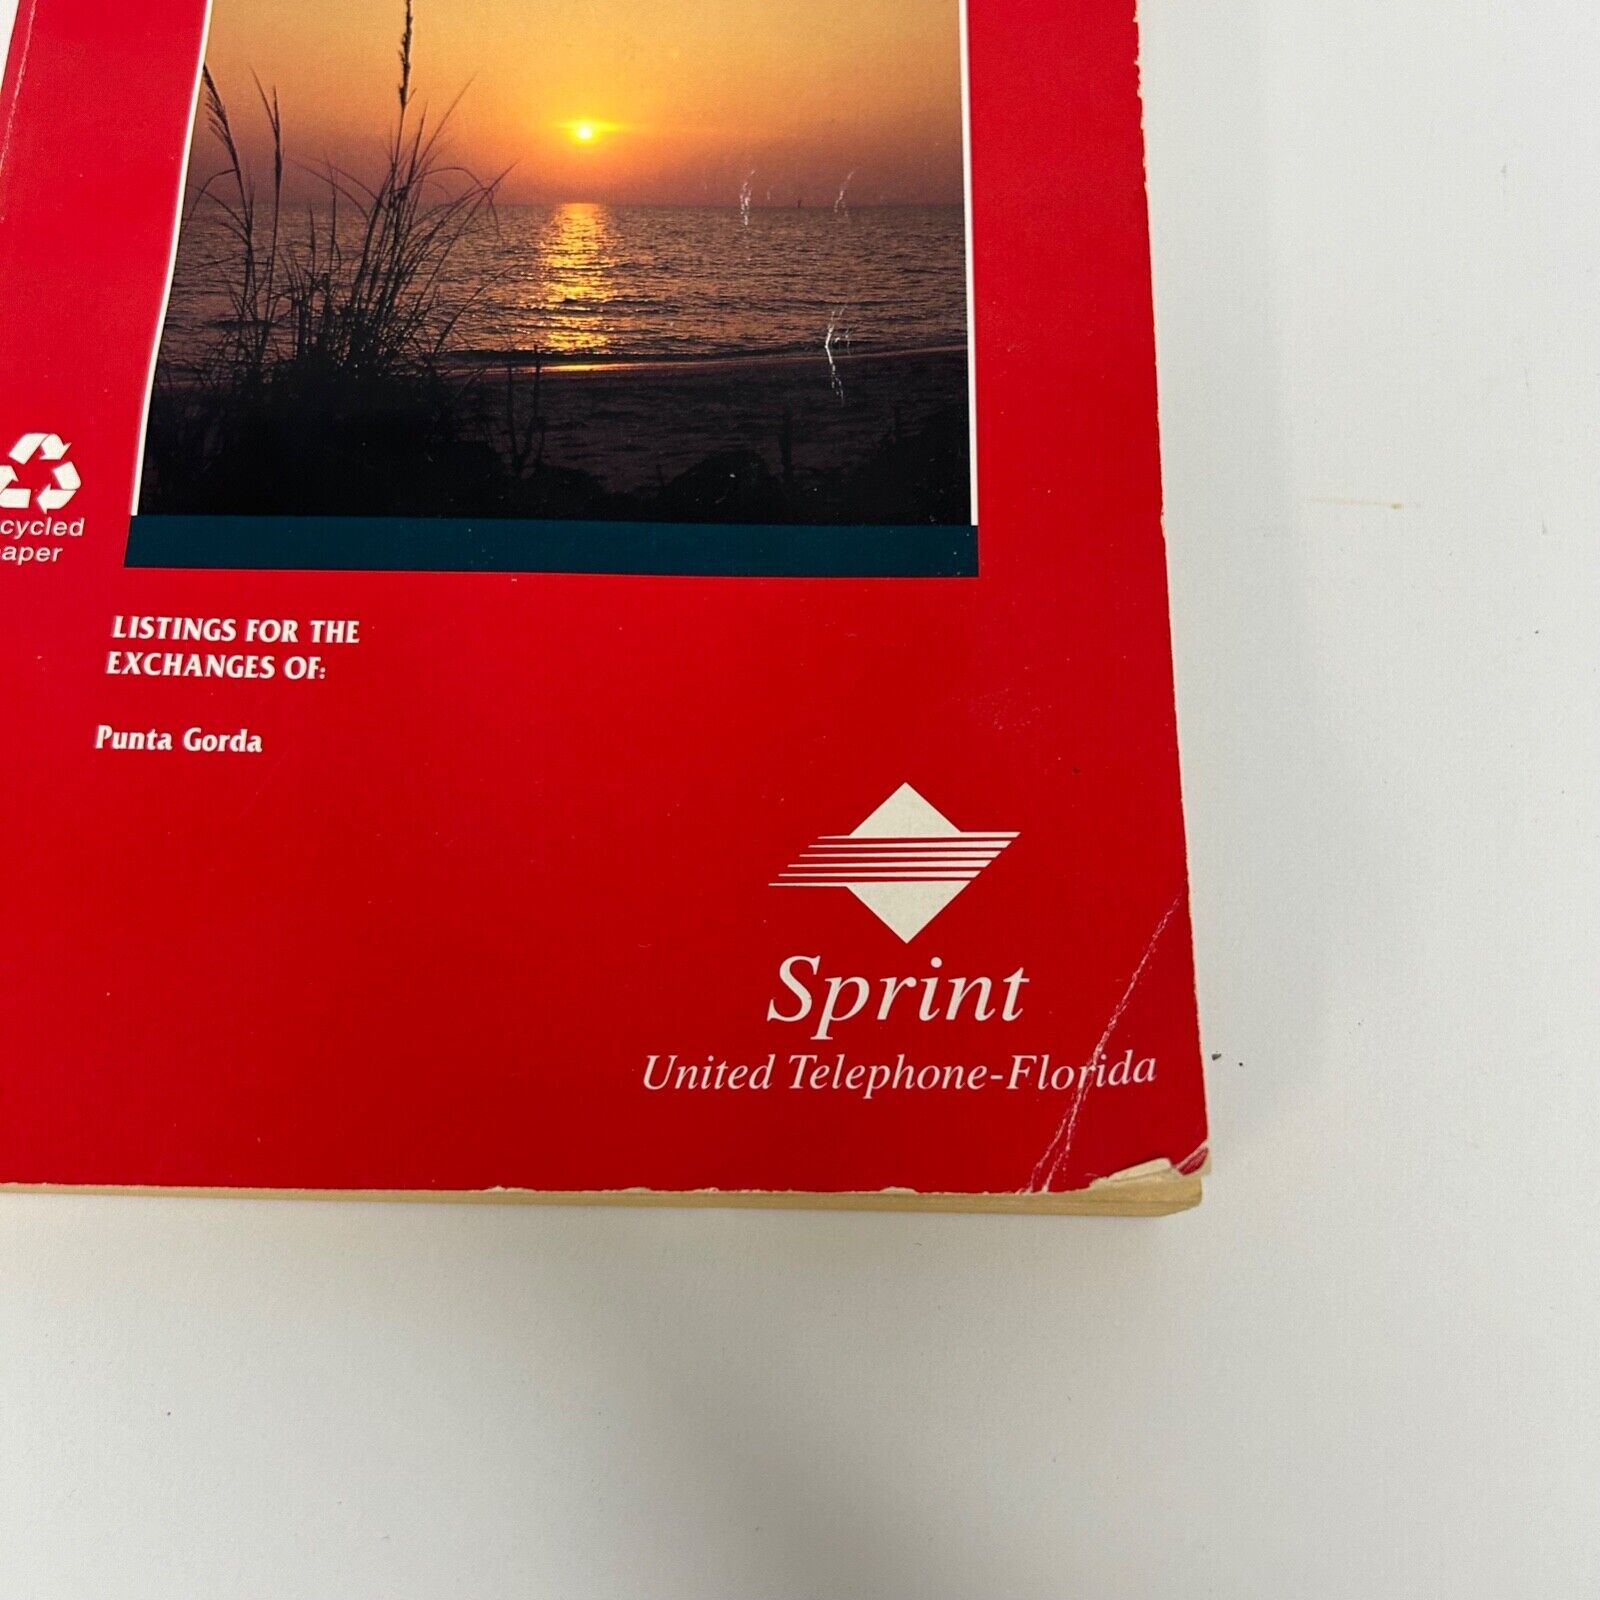 cycled
aper
LISTINGS FOR THE
EXCHANGES OF:
Punta Gorda
Sprint
United Telephone-Florida